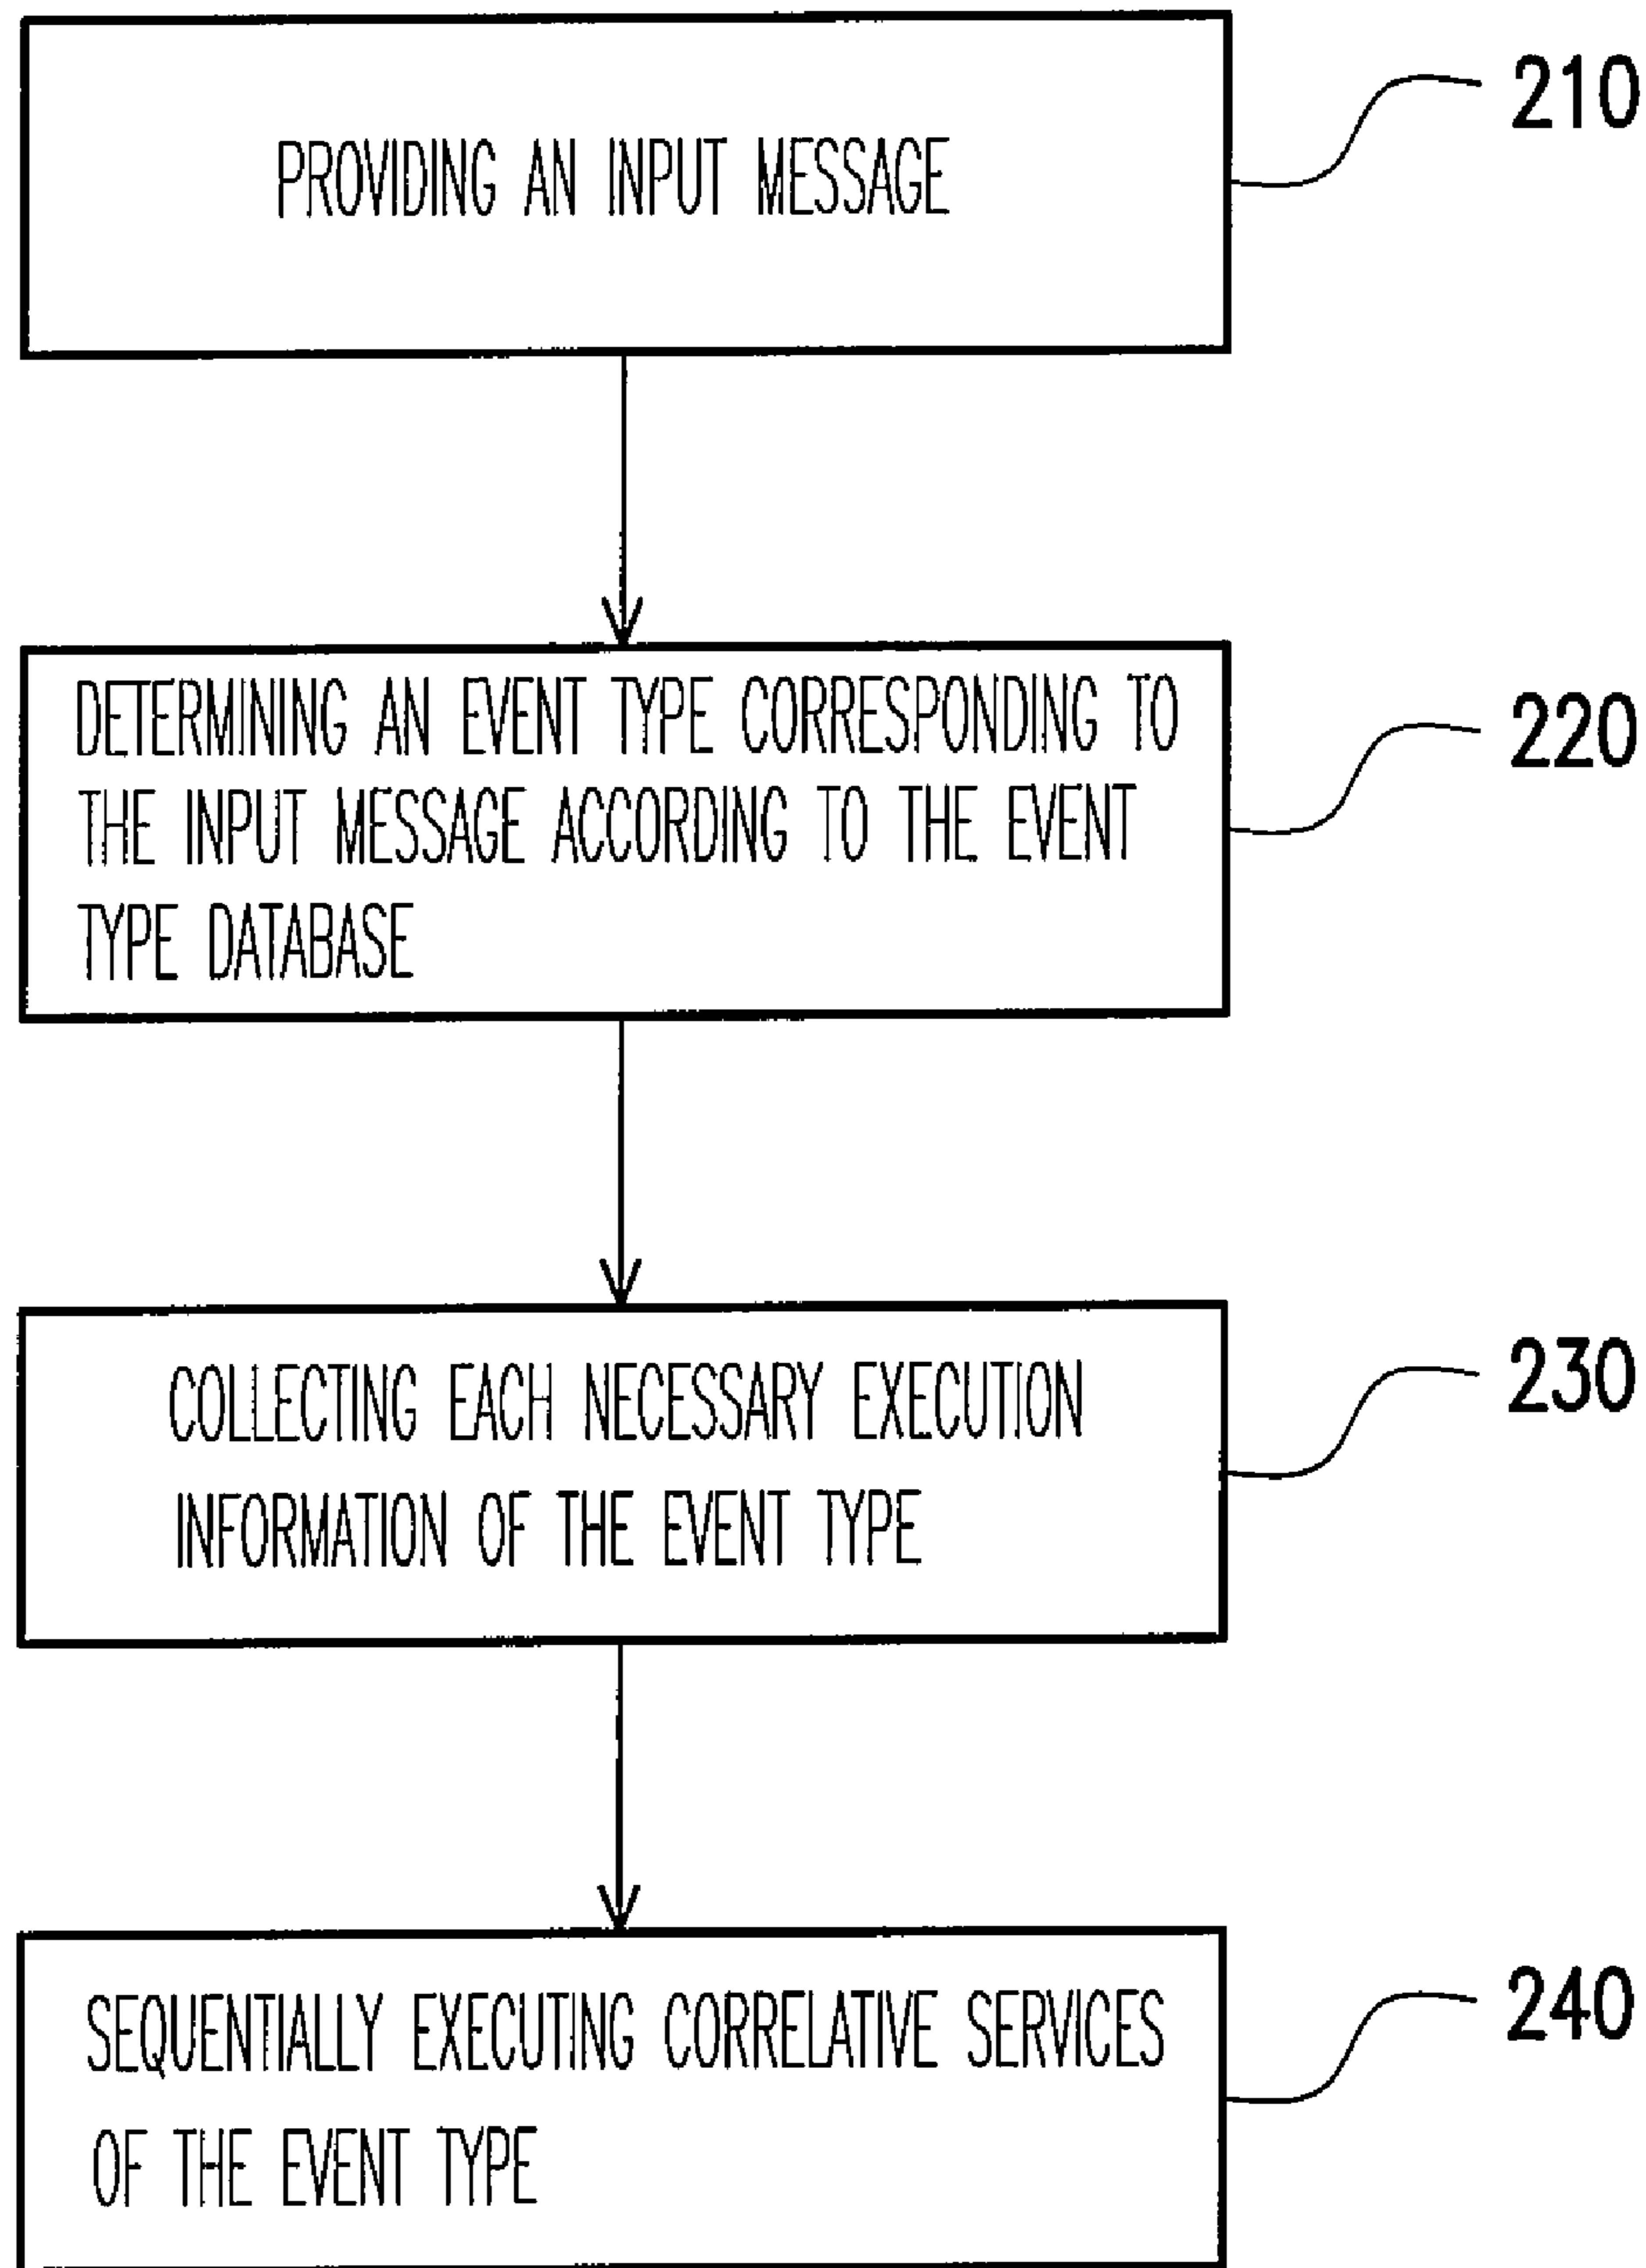 PROVIDING AN INPUT MESSAGE
210
DETERMINING AN EVENT TYPE CORRESPONDING TO
THE INPUT MESSAGE ACCORDING TO THE EVENT
TYPE DATABASE
220
COLLECTING EACH NECESSARY EXECUTION
INFORMATION OF THE EVENT TYPE
230
SEQUENTIALLY EXECUTING CORRELATIVE SERVICES
OF THE EVENT TYPE
240